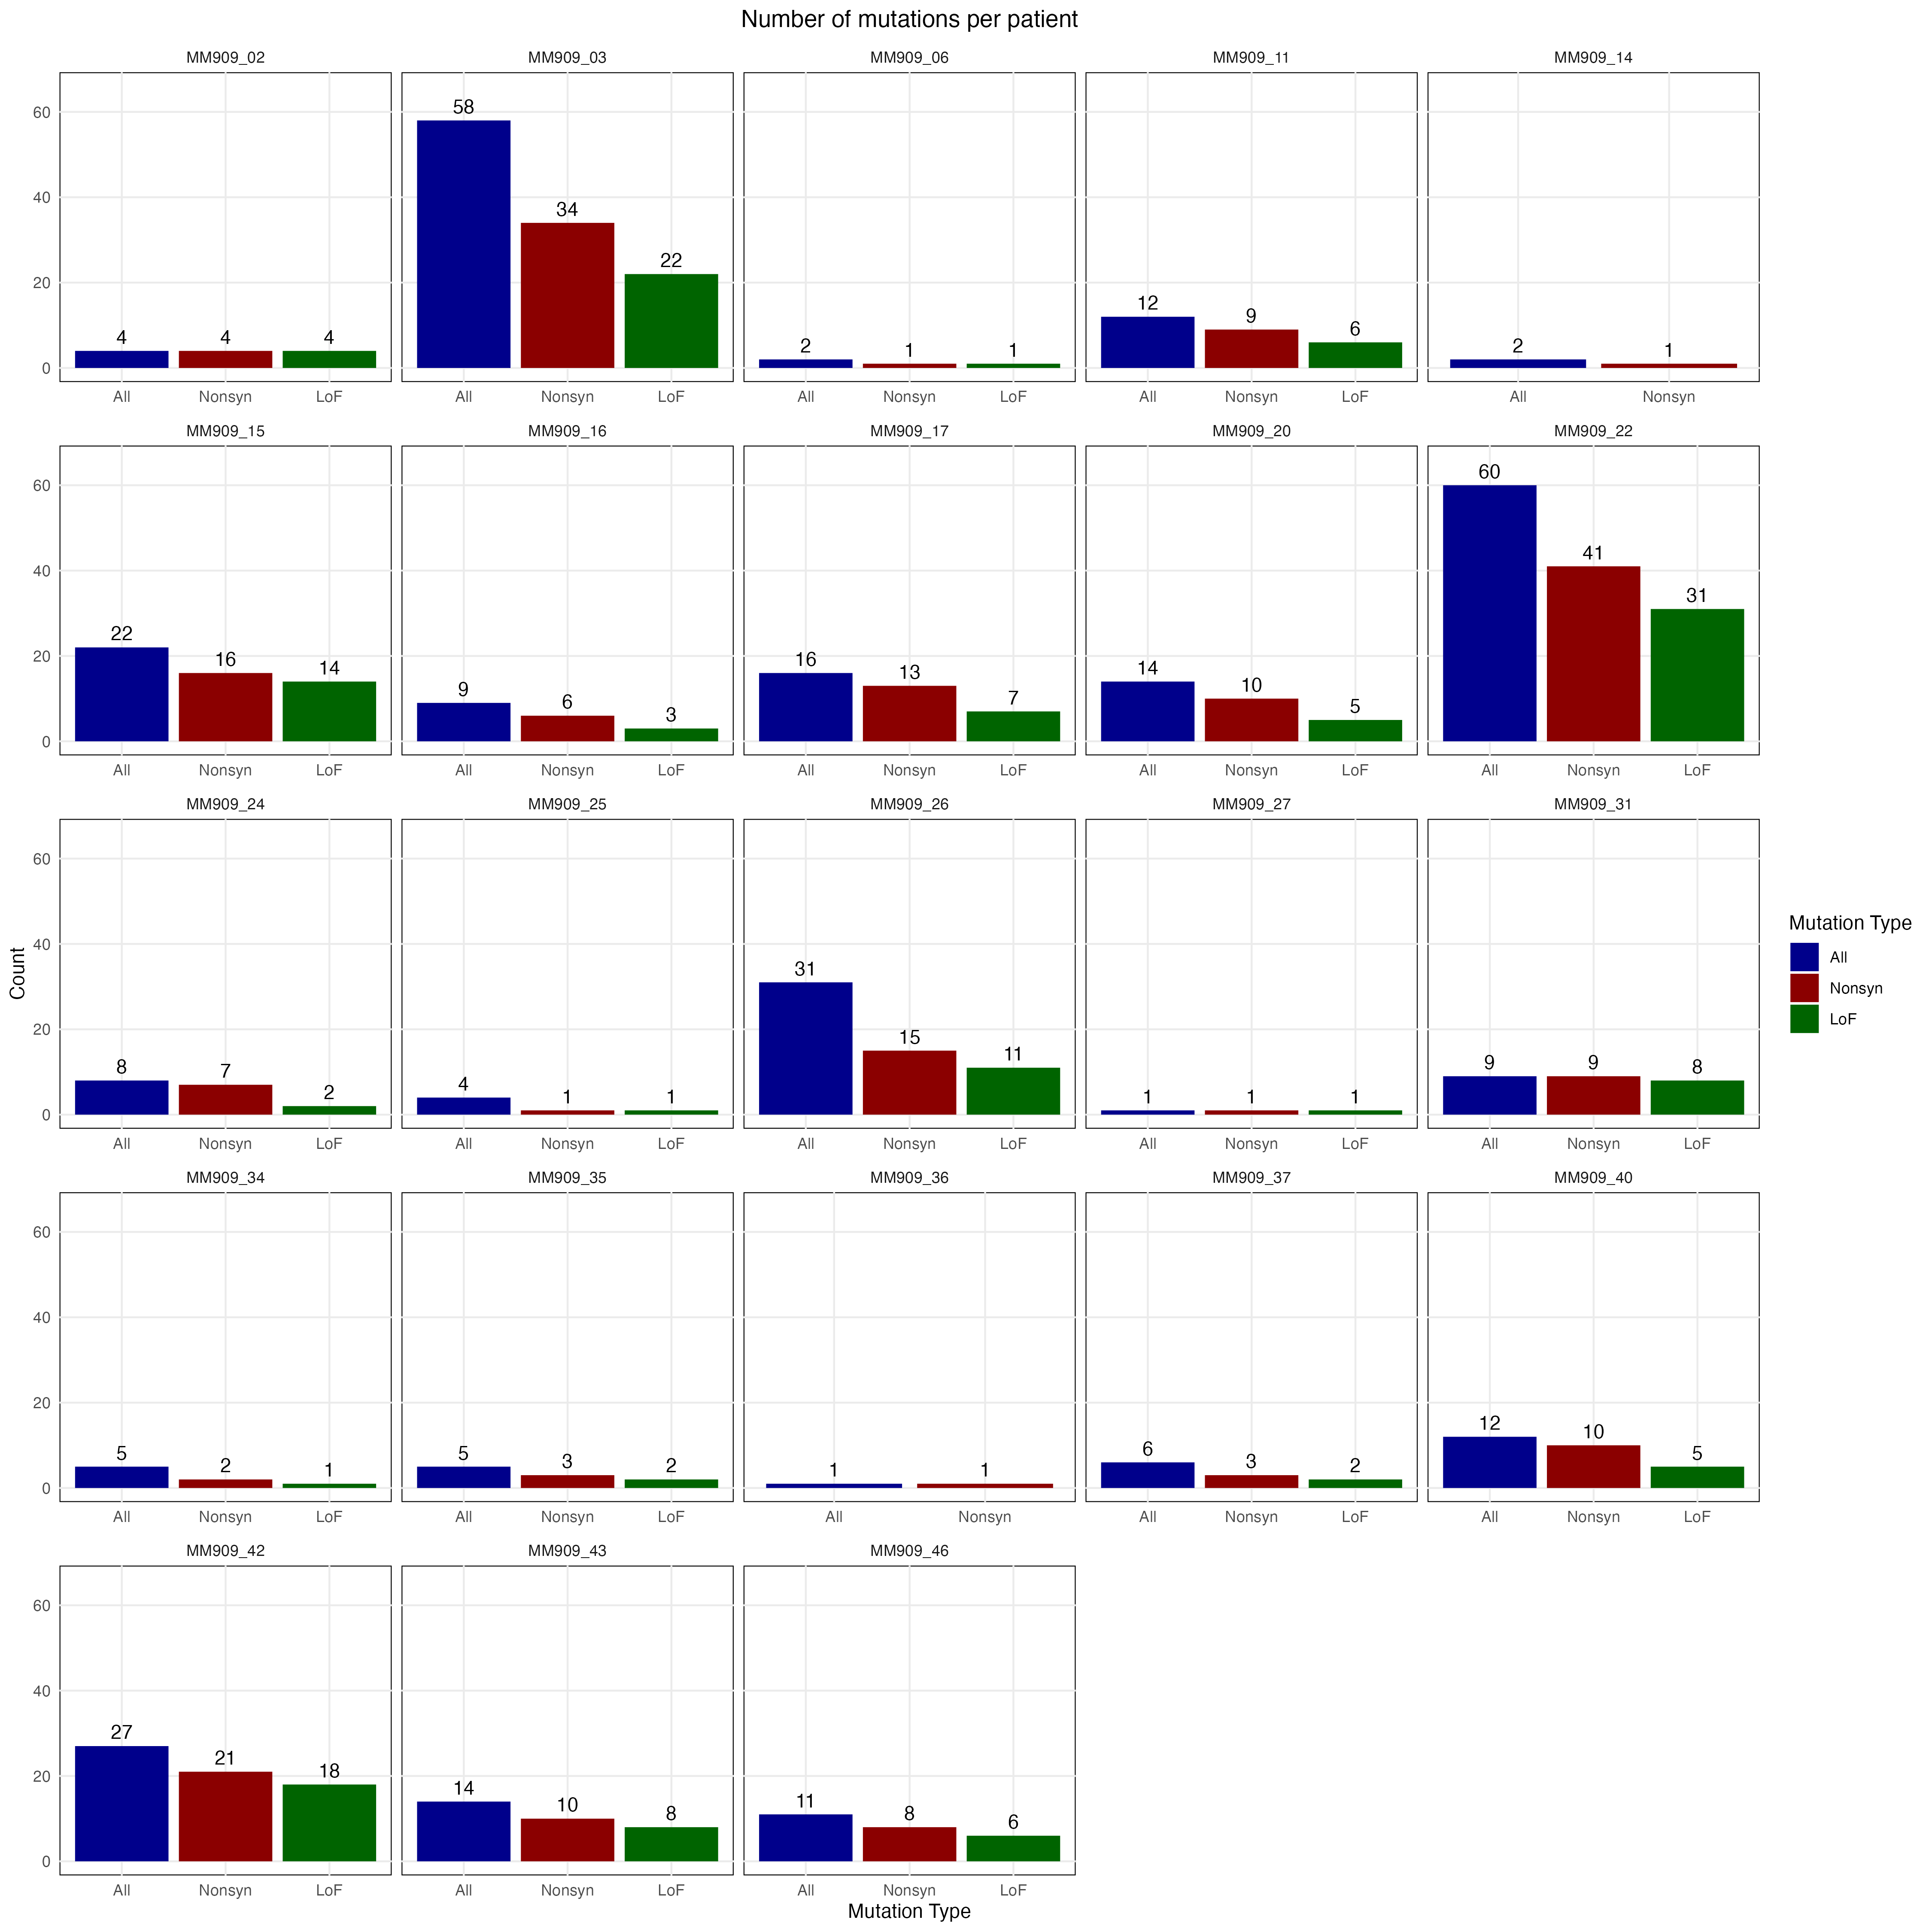 Number of mutations per patient
MM909_02 MM909_03 MM909_06 MM909_11 MM909_14
60
40
20
0
4 4 4
58 34 22
2 1 1
12 9 6
2 1
All Nonsyn LoF All Nonsyn LoF All Nonsyn LoF All Nonsyn LoF All Nonsyn
MM909_15 MM909_16 MM909_17 MM909_20 MM909_22
60
40
20
0
22 16 14
9 6 3
16 13 7
14 10 5
60 41 31
All Nonsyn LoF All Nonsyn LoF All Nonsyn LoF All Nonsyn LoF All Nonsyn LoF
MM909_24 MM909_25 MM909_26 MM909_27 MM909_31
60
40
20
0
8 7 2
4 1 1
31 15 11
1 1 1
9 9 8
All Nonsyn LoF All Nonsyn LoF All Nonsyn LoF All Nonsyn LoF All Nonsyn LoF
MM909_34 MM909_35 MM909_36 MM909_37 MM909_40
60
40
20
0
5 2 1
5 3 2
1 1
6 3 2
12 10 5
All Nonsyn LoF All Nonsyn LoF All Nonsyn All Nonsyn LoF All Nonsyn LoF
MM909_42 MM909_43 MM909_46
60
40
20
0
27 21 18
14 10 8
11 8 6
All Nonsyn LoF All Nonsyn LoF All Nonsyn LoF
Mutation Type
Count
Mutation Type
All
Nonsyn
LoF